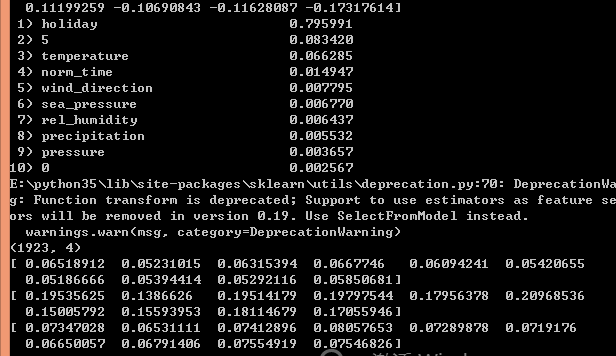 0.11199259 -0.10690843 -0.11628087 -0.17317614]
1) holiday 0.795991
2) 5 0.083420
3) temperature 0.066285
4) norm_time 0.014947
5) wind_direction 0.007795
6) sea_pressure 0.006770
7) rel_humidity 0.006437
8) precipitation 0.005532
9) pressure 0.003657
10) 0 0.002567
E:\python35\lib\site-packages\sklearn\utils\deprecation.py:70: DeprecationWa
g: Function transform is deprecated; Support to use estimators as feature se
ors will be removed in version 0.19. Use SelectFromModel instead.
warnings.warn(msg, category=DeprecationWarning)
(1923, 4)
[ 0.06518912 0.05231015 0.06315394 0.0667746 0.06094241 0.05420655
0.05186666 0.05394414 0.05292116 0.05850681]
[ 0.19535625 0.1386626 0.19514179 0.19797544 0.17956378 0.20968536
0.15005792 0.15593953 0.18114679 0.17055946]
[ 0.07347028 0.06531111 0.07412896 0.08057653 0.07289878 0.0719176
0.06650057 0.06791406 0.07554919 0.07546826]